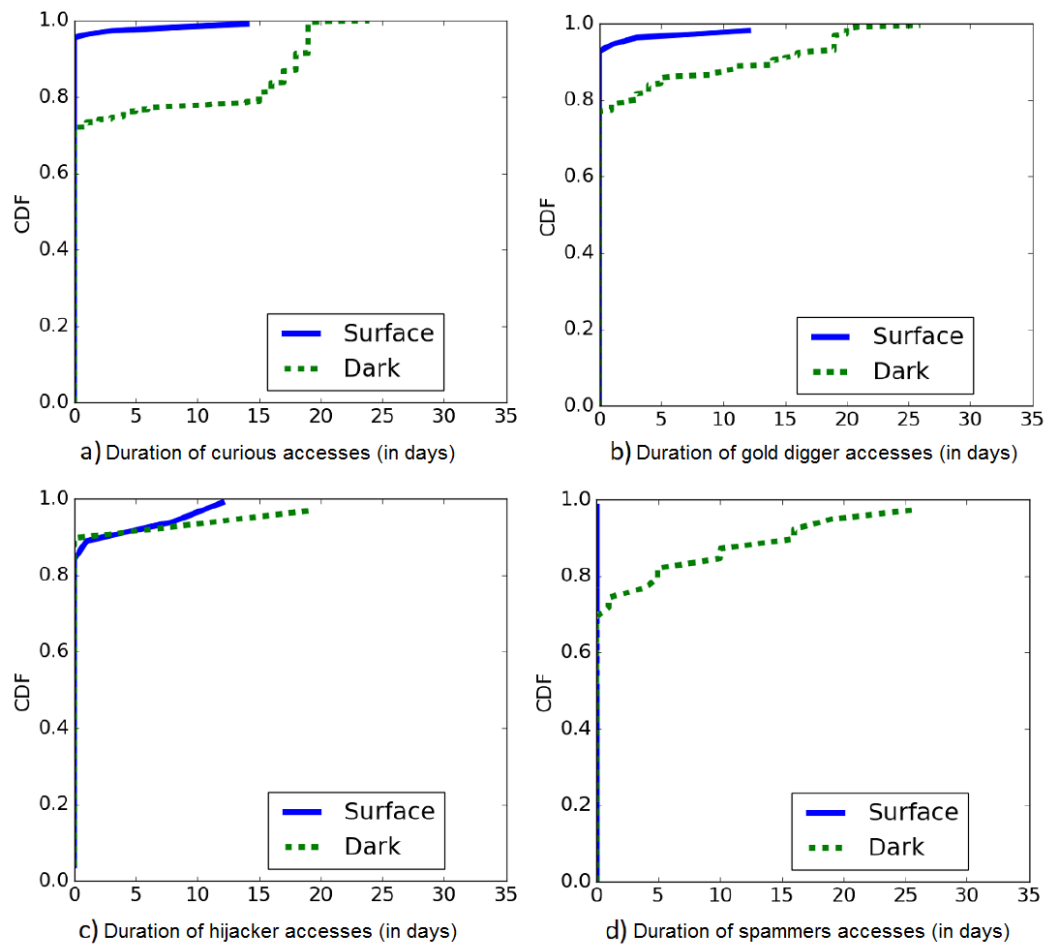 1.0
0.8
0.6
0.4
0.2
0.0
CDF
Surface
Dark
0 5 10 15 20 25 30 35
a) Duration of curious accesses (in days)
1.0
0.8
0.6
0.4
0.2
0.0
CDF
Surface
Dark
0 5 10 15 20 25 30 35
b) Duration of gold digger accesses (in days)
1.0
0.8
0.6
0.4
0.2
0.0
CDF
Surface
Dark
0 5 10 15 20 25 30 35
c) Duration of hijacker accesses (in days)
1.0
0.8
0.6
0.4
0.2
0.0
CDF
Surface
Dark
0 5 10 15 20 25 30 35
d) Duration of spammers accesses (in days)